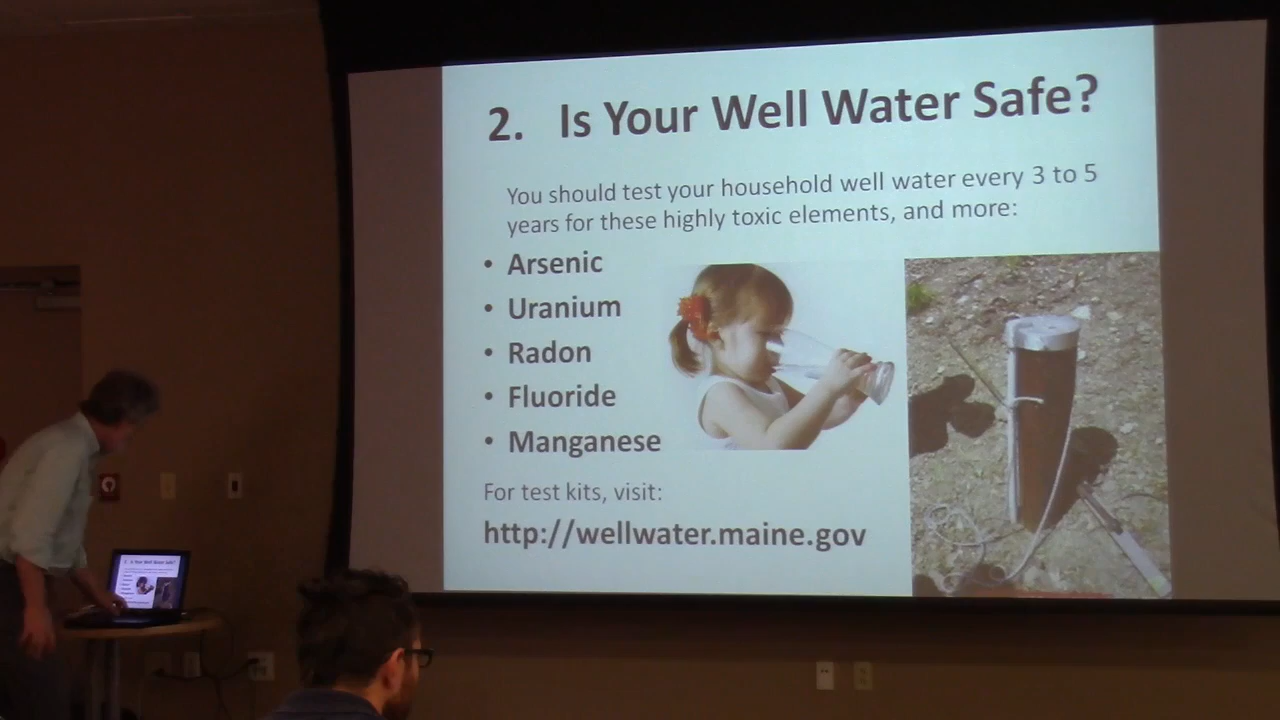 2. Is Your Well Water Safe?
You should test your household well water every 3 to 5
years for these highly toxic elements, and more:
• Arsenic
• Uranium
• Radon
• Fluoride
• Manganese
For test kits, visit:
http://wellwater.maine.gov